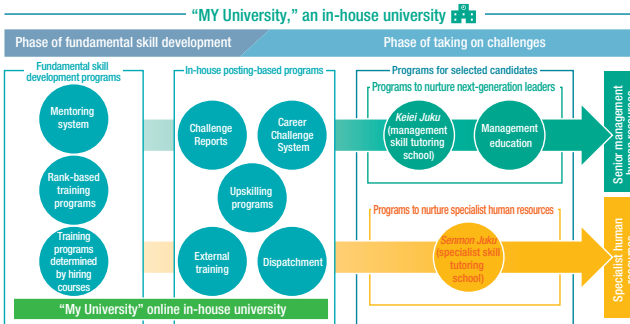 “MY University,” an in-house university
Phase of fundamental skill development
Phase of taking on challenges
Fundamental skill
development programs
Mentoring
system
Rank-based
training
programs
Training
programs
determined
by hiring
courses
In-house posting-based programs
Challenge
Reports
Career
Challenge
System
Upskilling
programs
External
training
Dispatchment
“My University” online in-house university
Programs for selected candidates
Programs to nurture next-generation leaders
Keiei Juku
(management
skill tutoring
school)
Management
education
Programs to nurture specialist human resources
Senmon Juku
(specialist skill
tutoring
school)
Senior management
Specialist human